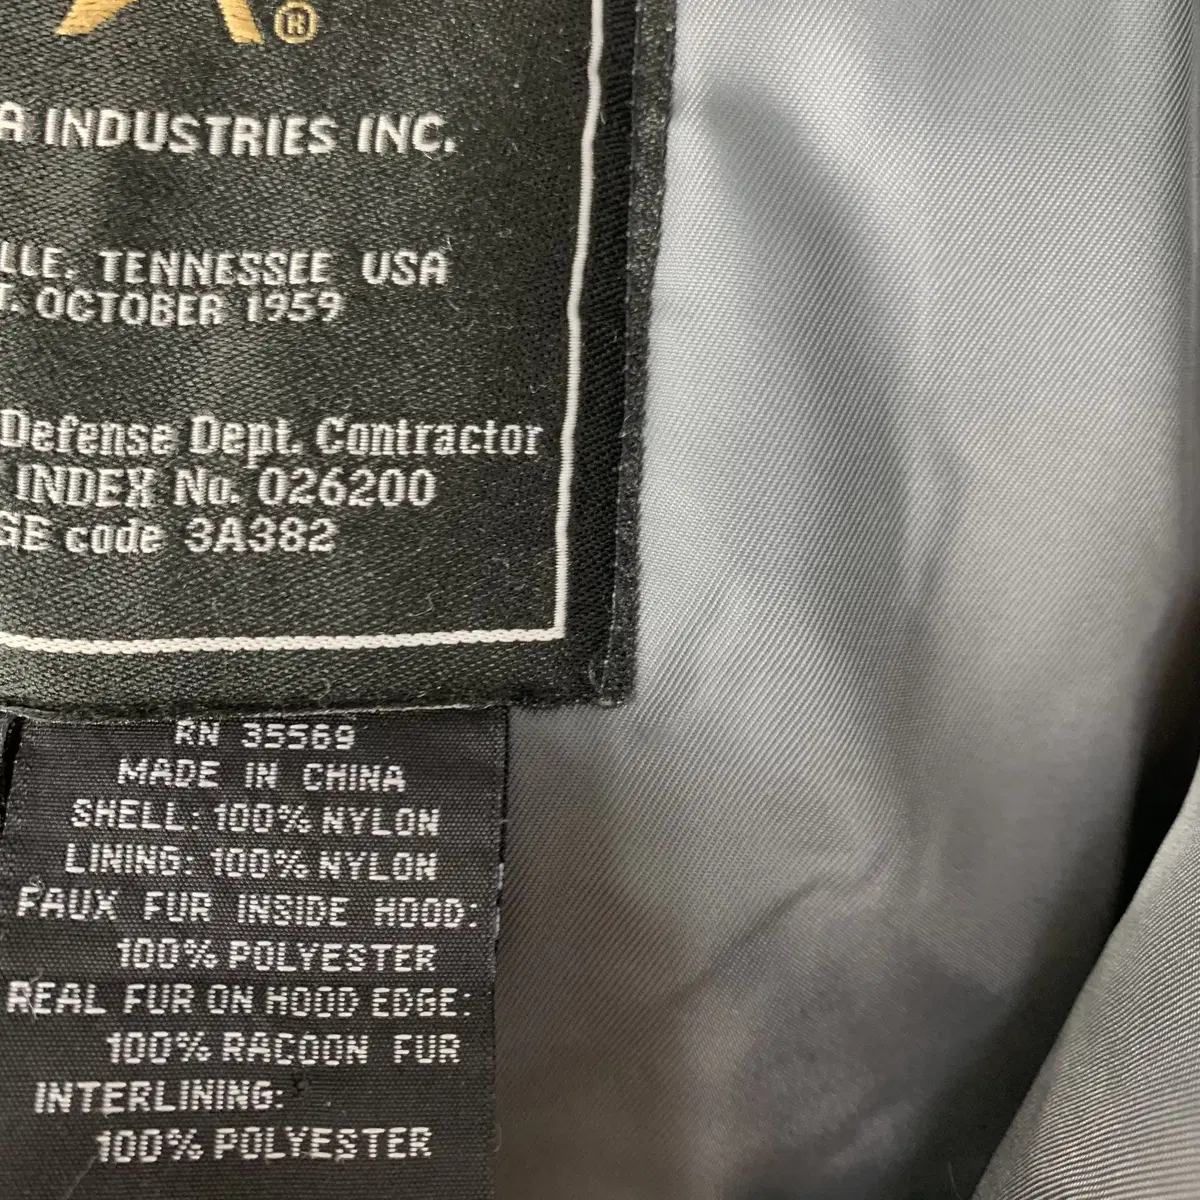 ®
A INDUSTRIES INC.
LLE, TENNESSEE USA
T. OCTOBER 1959
Defense Dept. Contractor
INDEX No. 026200
GE code 3A382
RN 35569
MADE IN CHINA
SHELL: 100% NYLON
LINING: 100% NYLON
FAUX FUR INSIDE HOOD:
100% POLYESTER
REAL FUR ON HOOD EDGE:
100% RACOON FUR
INTERLINING:
100% POLYESTER